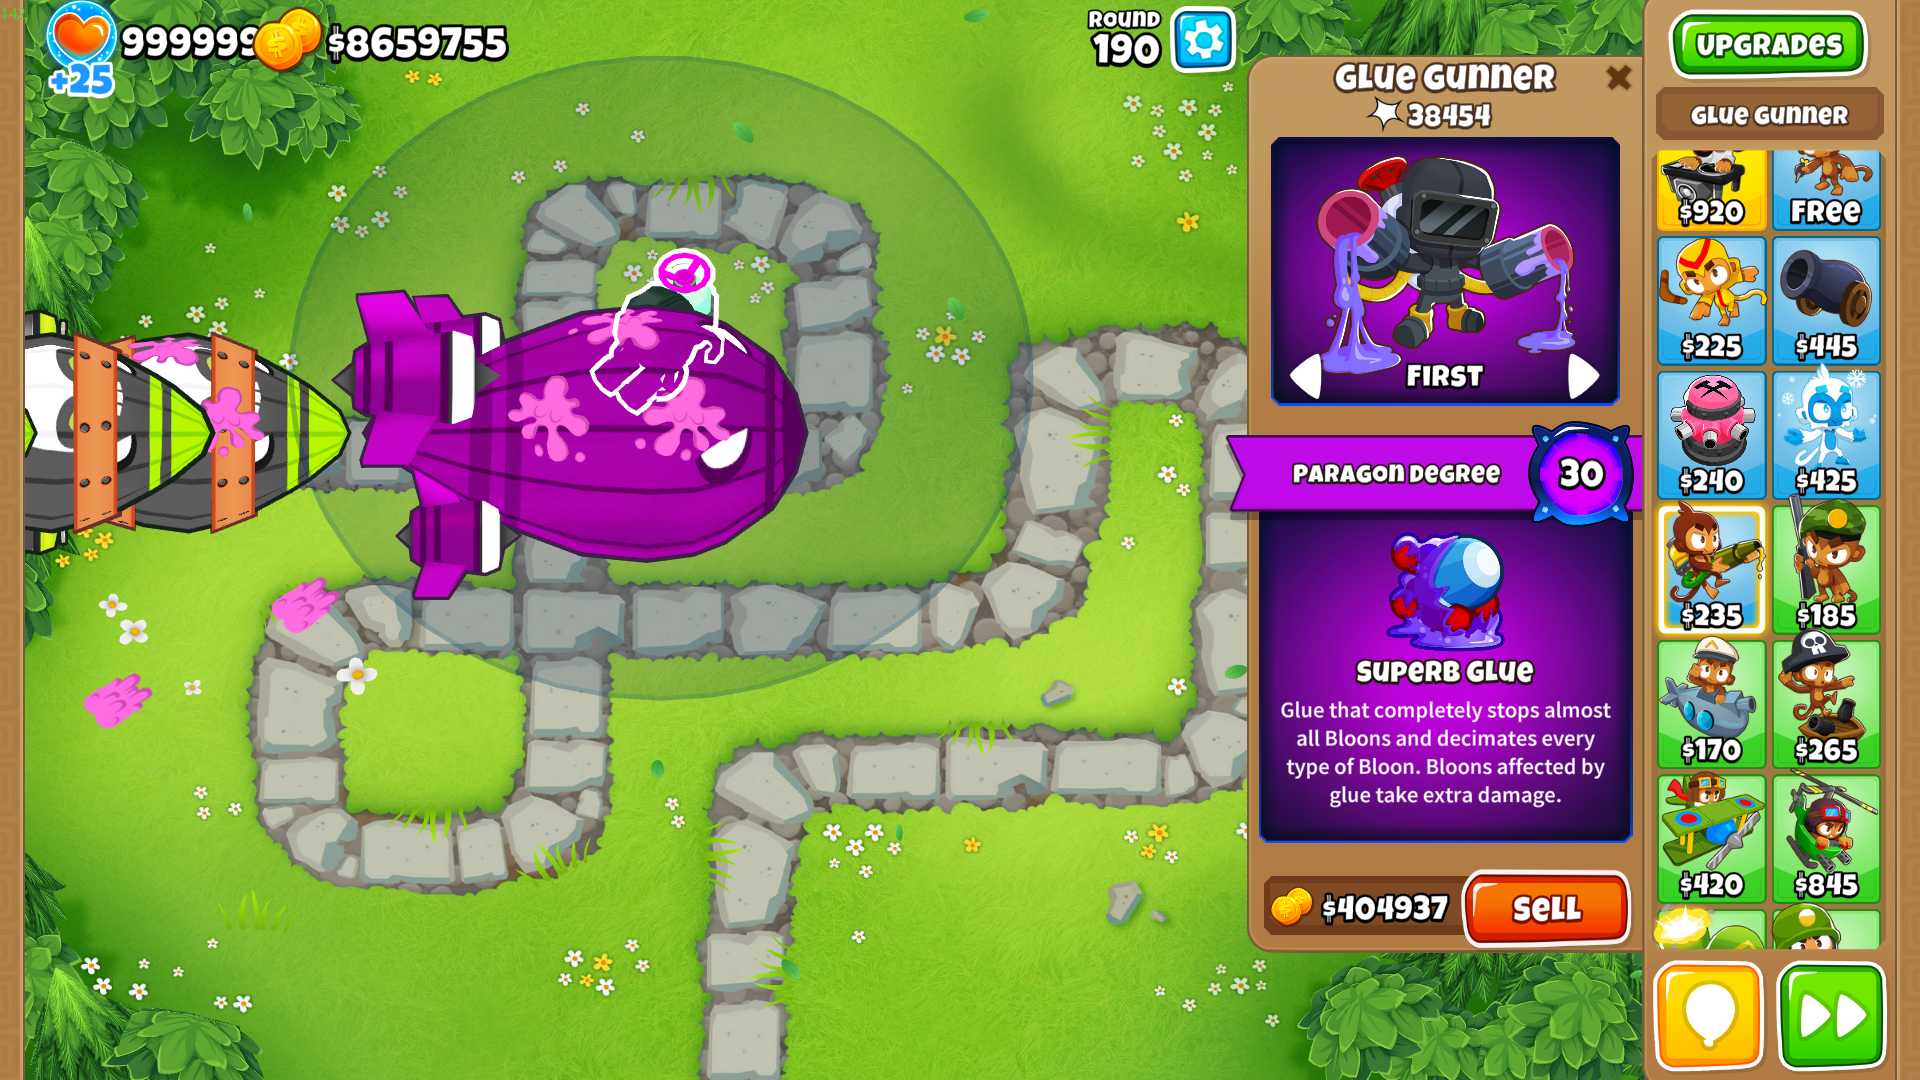 142
999999
+25
$8659755
ROUND
190
GLUE GUNNER
38454
FIRST
PARAGON DEGREE
30
SUPERB GLUE
Glue that completely stops almost
all Bloons and decimates every
type of Bloon. Bloons affected by
glue take extra damage.
$404937
SELL
UPGRADES
GLUE GUNNER
$920
FREE
$225
$445
$240
$425
$235
$185
$170
$265
$420
$845